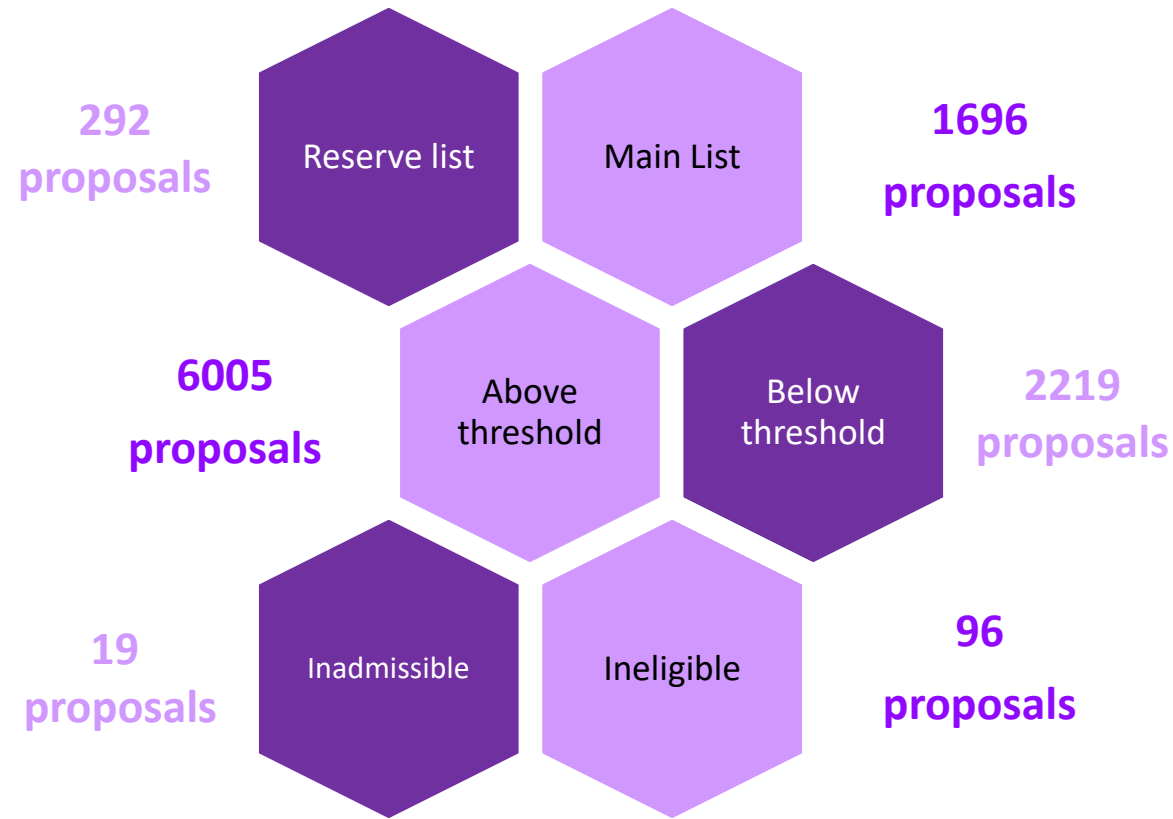 292
proposals
Reserve list
Main List
1696
proposals
6005
proposals
Above
threshold
Below
threshold
2219
proposals
19
proposals
Inadmissible
Ineligible
96
proposals